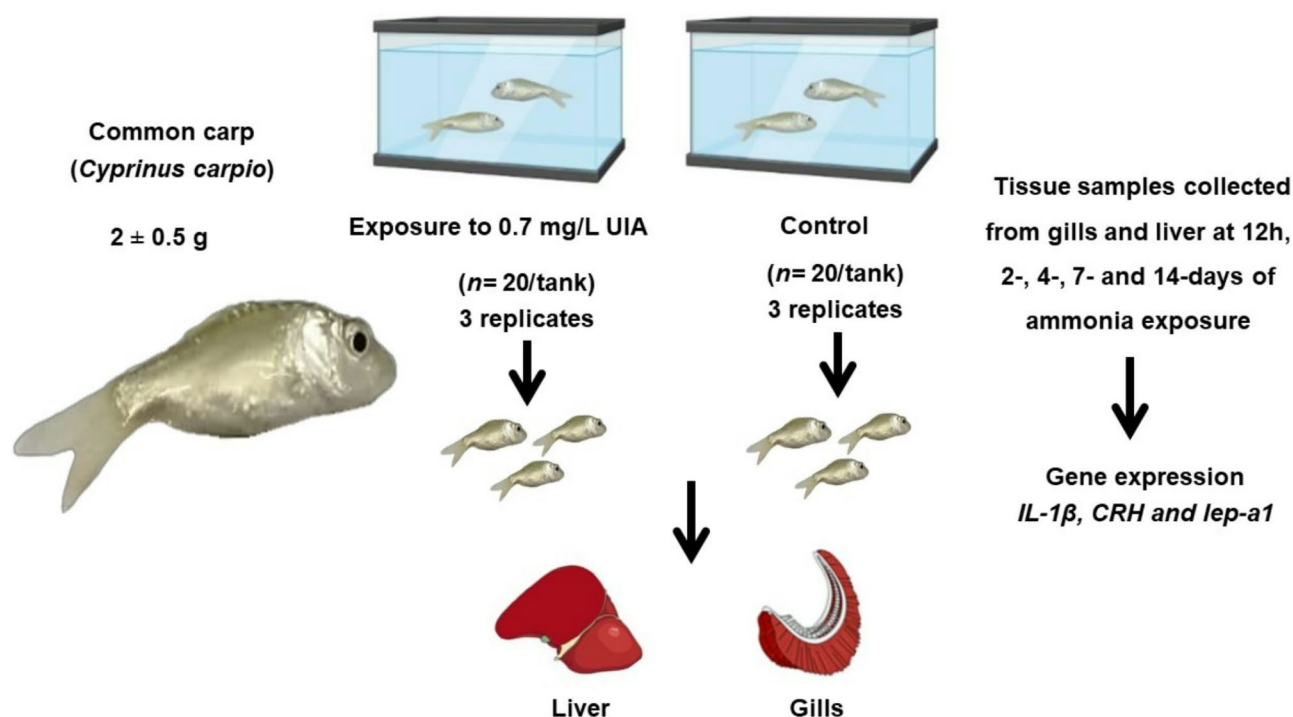 Common carp
(Cyprinus carpio)
2 ± 0.5 g
Exposure to 0.7 mg/L UIA
(n= 20/tank)
3 replicates
Control
(n= 20/tank)
3 replicates
Tissue samples collected
from gills and liver at 12h,
2-, 4-, 7- and 14-days of
ammonia exposure
Gene expression
IL-1β, CRH and lep-a1
Liver
Gills